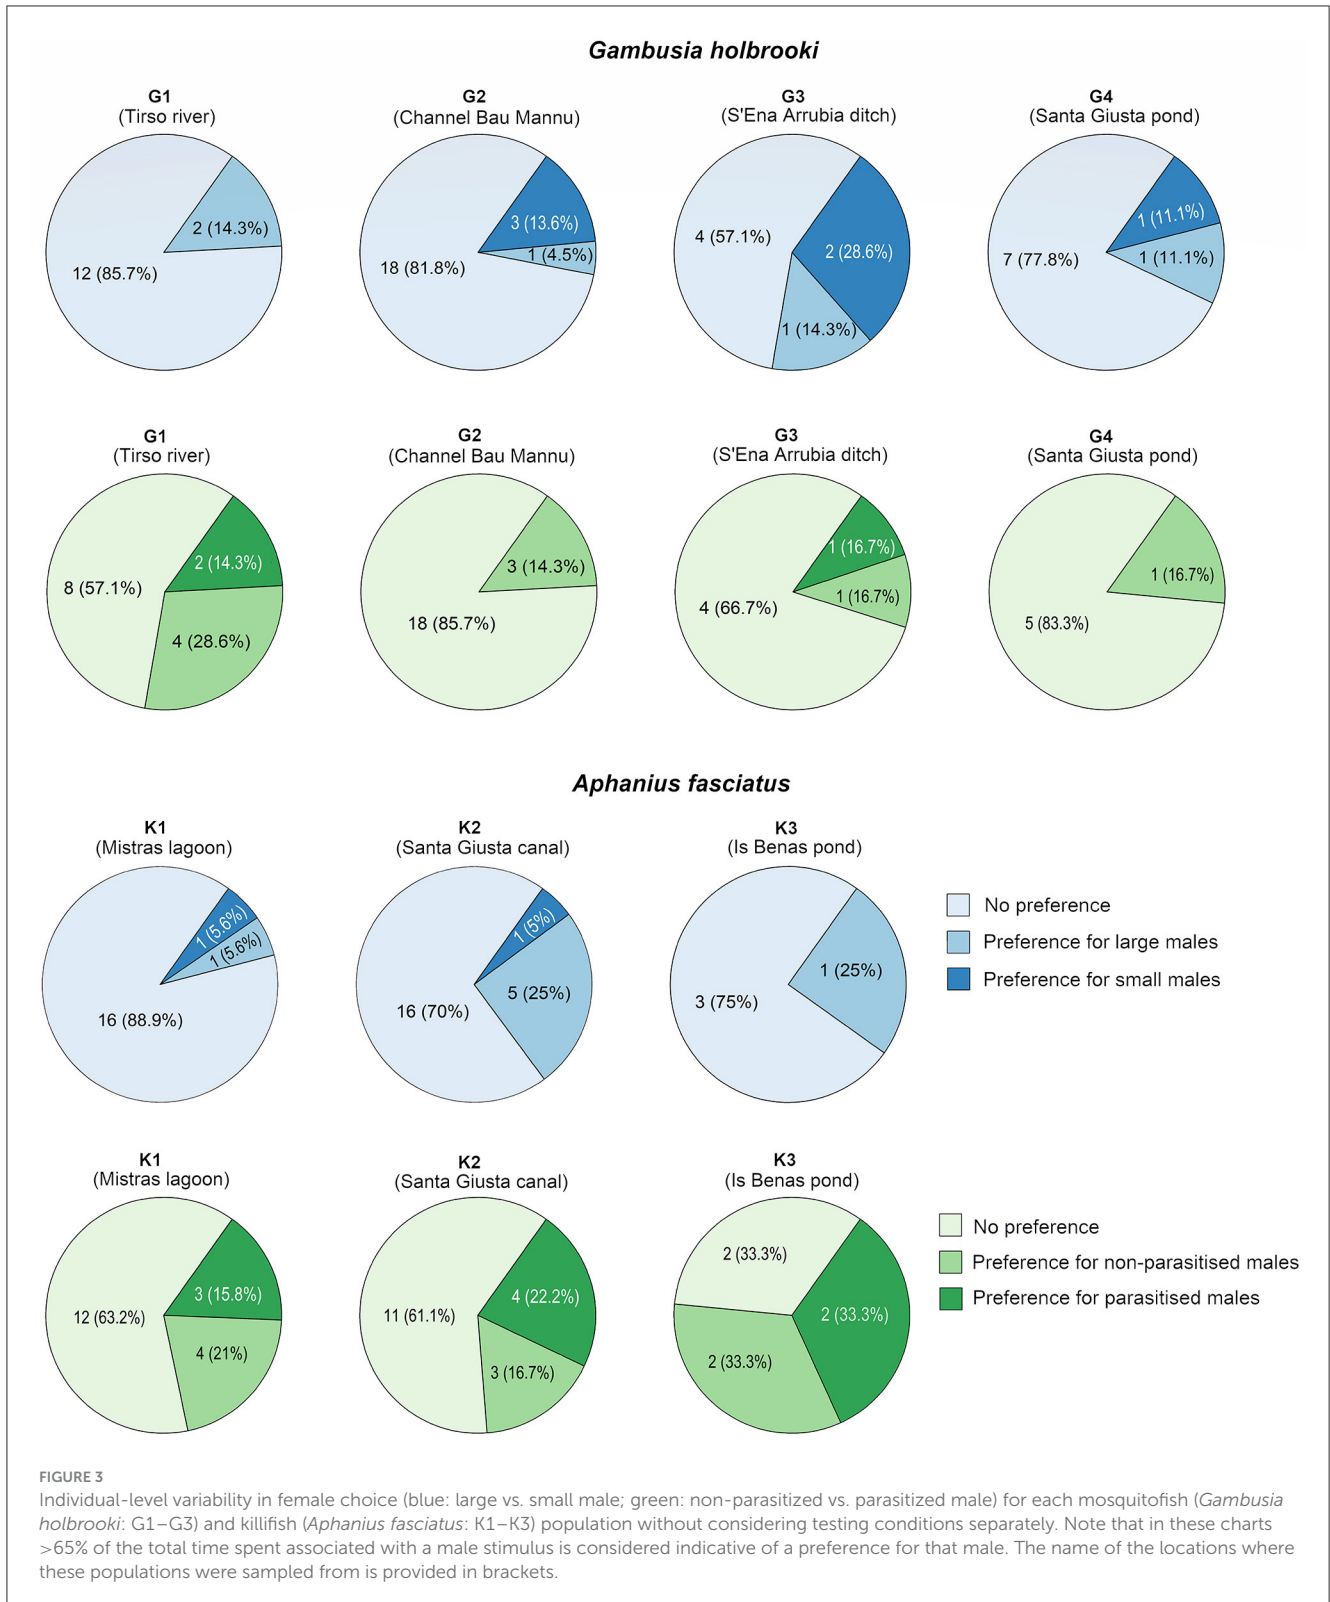 Gambusia holbrooki
G1
(Tirso river)
G2
(Channel Bau Mannu)
G3
(S'Ena Arrubia ditch)
G4
(Santa Giusta pond)
2 (14.3%)
12 (85.7%)
3 (13.6%)
1 (4.5%)
18 (81.8%)
4 (57.1%)
2 (28.6%)
1 (14.3%)
1 (11.1%)
1 (11.1%)
7 (77.8%)
G1
(Tirso river)
G2
(Channel Bau Mannu)
G3
(S'Ena Arrubia ditch)
G4
(Santa Giusta pond)
2 (14.3%)
8 (57.1%)
4 (28.6%)
3 (14.3%)
18 (85.7%)
1 (16.7%)
1 (16.7%)
4 (66.7%)
1 (16.7%)
5 (83.3%)
Aphanius fasciatus
K1
(Mistras lagoon)
K2
(Santa Giusta canal)
K3
(Is Benas pond)
1 (5.6%)
1 (5.6%)
16 (88.9%)
1 (5%)
5 (25%)
16 (70%)
1 (25%)
3 (75%)
No preference
Preference for large males
Preference for small males
K1
(Mistras lagoon)
K2
(Santa Giusta canal)
K3
(Is Benas pond)
3 (15.8%)
12 (63.2%)
4 (21%)
4 (22.2%)
11 (61.1%)
3 (16.7%)
2 (33.3%)
2 (33.3%)
2 (33.3%)
No preference
Preference for non-parasitised males
Preference for parasitised males
FIGURE 3
Individual-level variability in female choice (blue: large vs. small male; green: non-parasitized vs. parasitized male) for each mosquitofish (Gambusia
holbrooki: G1–G3) and killifish (Aphanius fasciatus: K1–K3) population without considering testing conditions separately. Note that in these charts
>65% of the total time spent associated with a male stimulus is considered indicative of a preference for that male. The name of the locations where
these populations were sampled from is provided in brackets.